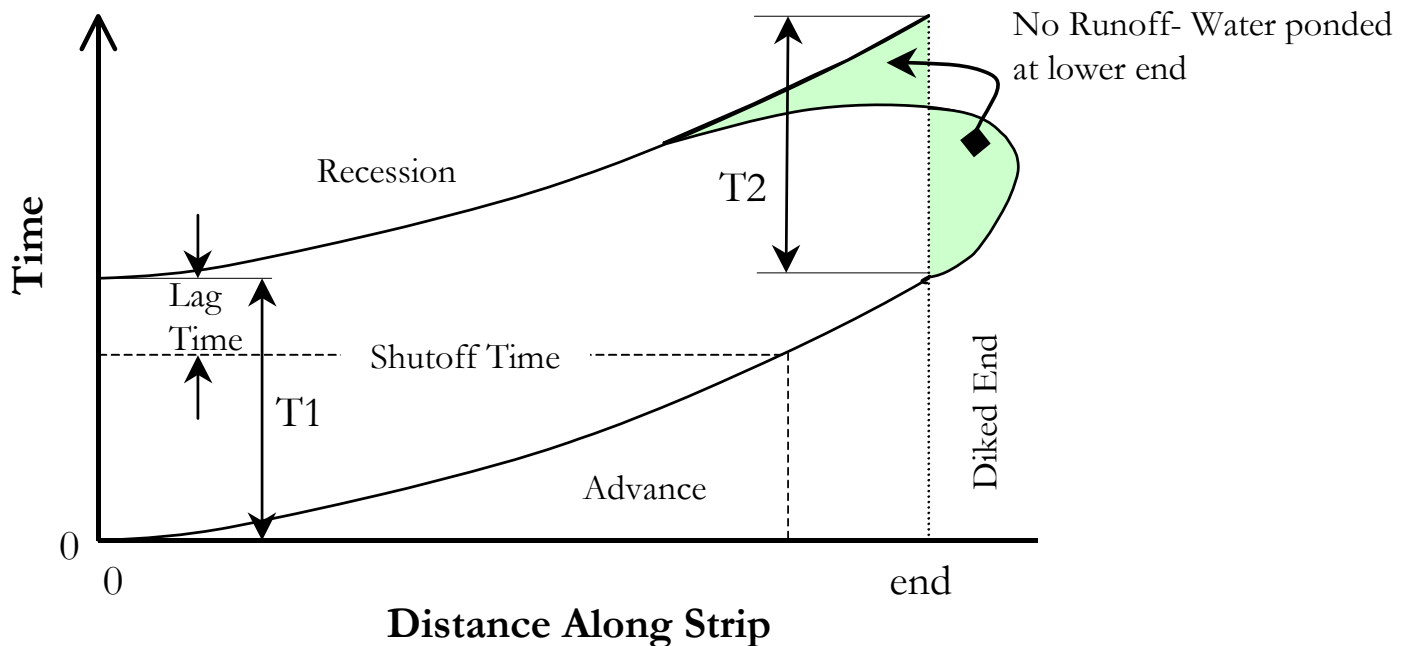 No Runoff- Water ponded
at lower end
Recession
T2
Time
Lag
Time
Shutoff Time
T1
Diked End
Advance
0
0
end
Distance Along Strip